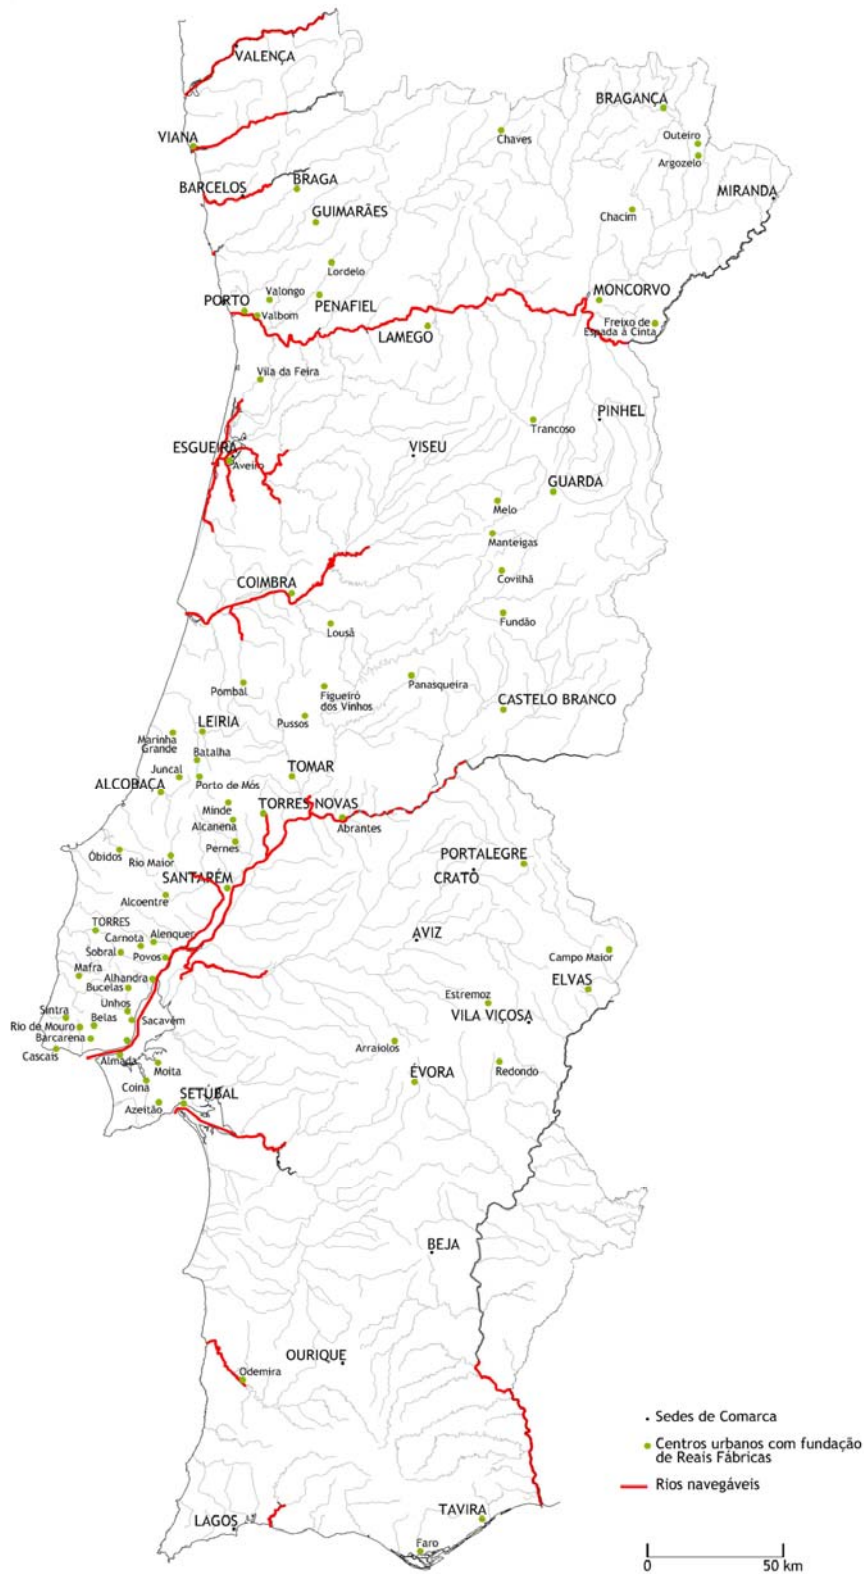 VALENÇA
BRAGANÇA
VIANA
Chaves
Outeiro
Argozelo
BARCELOS
BRAGA
MIRANDA
GUIMARÃES
Chacim
Lordelo
Valongo
PORTO
PENAFIEL
MONCORVO
Valbom
LAMEGO
Freixo de
Espada à Cinta
Vila da Feira
PINHEL
Trancoso
ESGUEIRA
VISEU
Aveiro
GUARDA
Melo
Manteigas
COIMBRA
Covilhã
Fundão
Lousã
Pombal
Figueiró
dos Vinhos
Panasqueira
CASTELO BRANCO
Pussos
LEIRIA
Marinha
Grande
Batalha
Juncal
TOMAR
ALCOBAÇA
Porto de Mós
Minde
TORRES NOVAS
Alcanena
Abrantes
Pernes
Óbidos
Rio Maior
PORTALEGRE
SANTARÉM
CRATO
Alcoentre
TORRES
AVIZ
Carnota
Alenquer
Sobral
Povos
Campo Maior
Mafra
Alhandra
ELVAS
Bucelas
Estremoz
Unhos
Sintra
VILA VIÇOSA
Belas
Sacavém
Rio de Mouro
Barcarena
Arraiolos
Cascais
Almada
Moita
ÉVORA
Redondo
Coina
SETÚBAL
Azeitão
BEJA
OURIQUE
Odemira
Sedes de Comarca
Centros urbanos com fundação
de Reais Fábricas
Rios navegáveis
TAVIRA
LAGOS
Faro
0 50 km